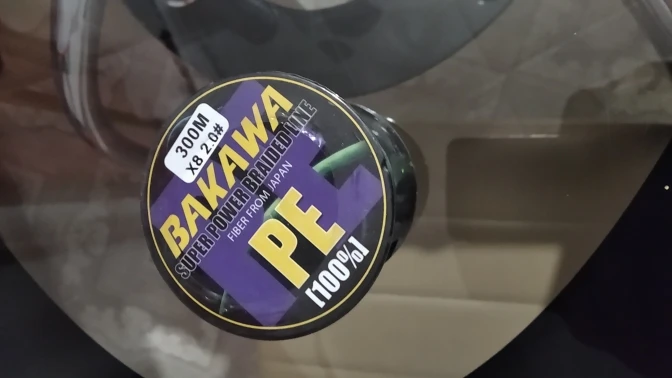 300M
X8 2.0#
BAKAWA
SUPER POWER BRAIDED LINE
FIBER FROM JAPAN
PE
[100%]